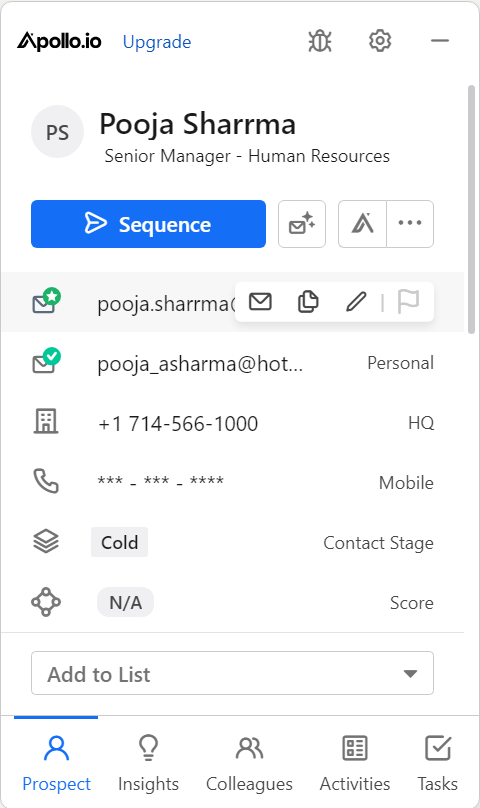 Apollo.io Upgrade
PS
Pooja Sharrma
Senior Manager - Human Resources
Sequence
pooja.sharrma@
pooja_asharma@hot... Personal
+1 714-566-1000 HQ
*** - *** - **** Mobile
Cold Contact Stage
N/A Score
Add to List
Prospect Insights Colleagues Activities Tasks